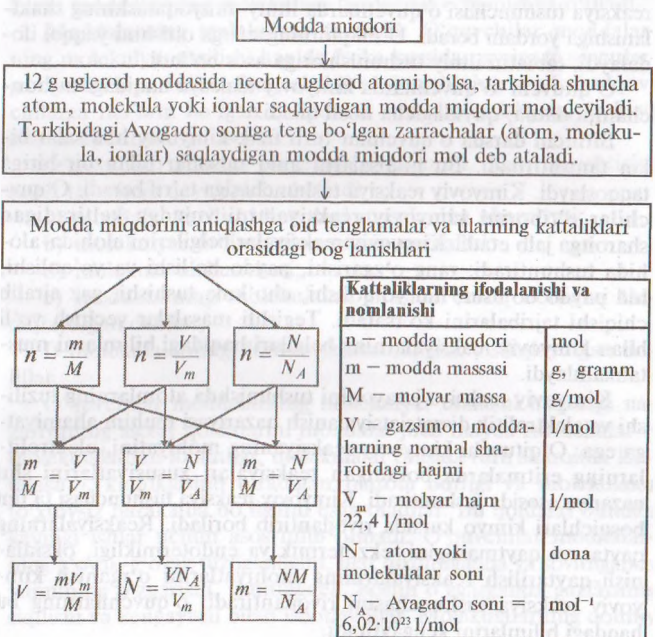 Modda miqdori
12 g uglerod moddasida nechta uglerod atomi bo‘lsa, tarkibida shuncha
atom, molekula yoki ionlar saqlaydigan modda miqdori mol deyiladi.
Tarkibidagi Avogadro soniga teng bo‘lgan zarrachalar (atom, moleku-
la, ionlar) saqlaydigan modda miqdori mol deb ataladi.
Modda miqdorini aniqlashga oid tenglamalar va ularning kattaliklari
orasidagi bog‘lanishlari
n = m/M
n = V/V_m
n = N/N_A
m/M = V/V_m
V/V_m = N/V_A
m/M = N/N_A
V = mV_m/M
N = VN_A/V_m
m = NM/N_A
Kattaliklarning ifodalanishi va
nomlanishi
n – modda miqdori mol
m – modda massasi g, gramm
M – molyar massa g/mol
V – gazsimon modda- l/mol
larning normal sha-
roitdagi hajmi
V_m – molyar hajm l/mol
22,4 l/mol
N – atom yoki dona
molekulalar soni
N_A – Avagadro soni = mol⁻¹
6,02·10²³ l/mol